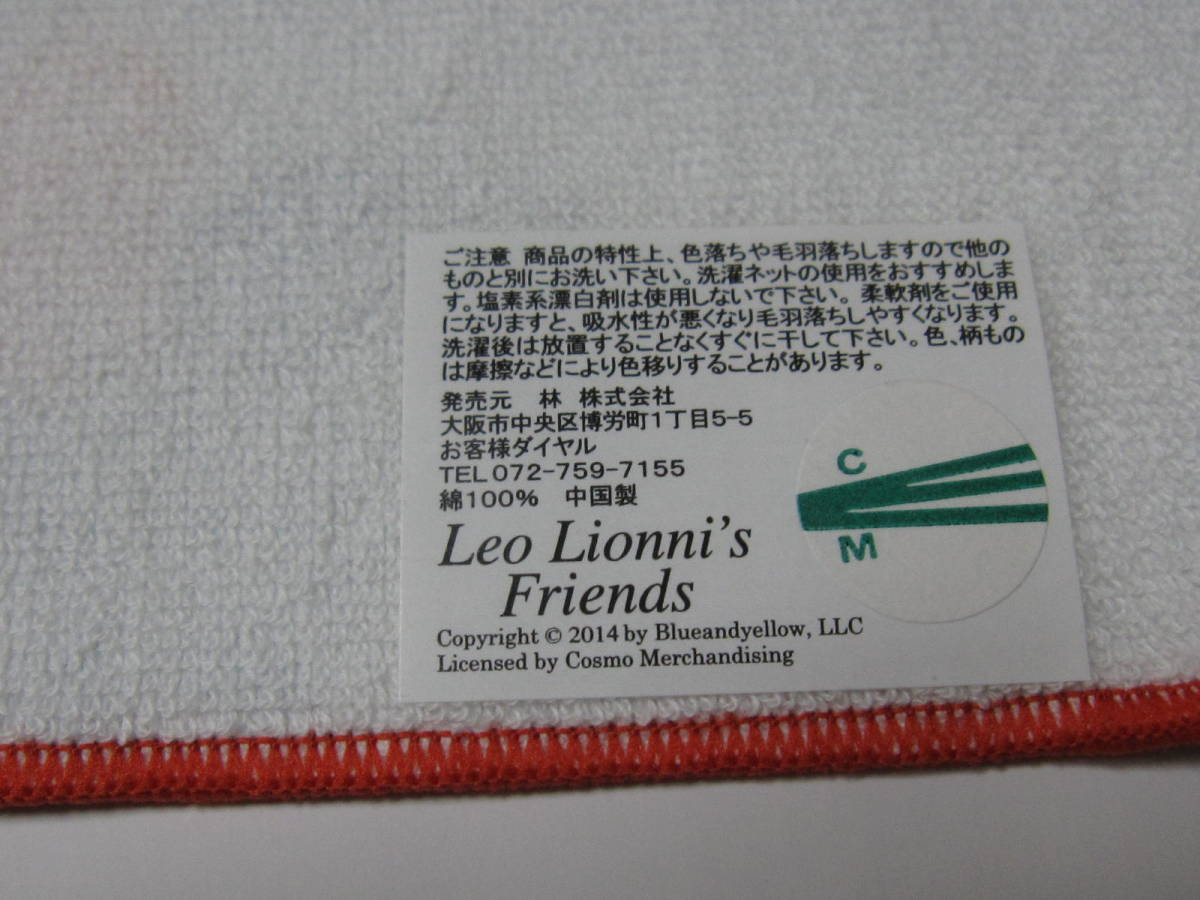 ご注意 商品の特性上、色落ちや毛羽落ちしますので他の
ものと別にお洗い下さい。洗濯ネットの使用をおすすめしま
す。塩素系漂白剤は使用しないで下さい。 柔軟剤をご使用
になりますと、吸水性が悪くなり毛羽落ちしやすくなります。
洗濯後は放置することなくすぐに干して下さい。色、柄もの
は摩擦などにより色移りすることがあります。
発売元 林 株式会社
大阪市中央区博労町1丁目5-5
お客様ダイヤル
TEL072-759-7155
綿100% 中国製
Leo Lionni's
Friends
Copyright © 2014 by Blueandyellow, LLC
Licensed by Cosmo Merchandising
C
M